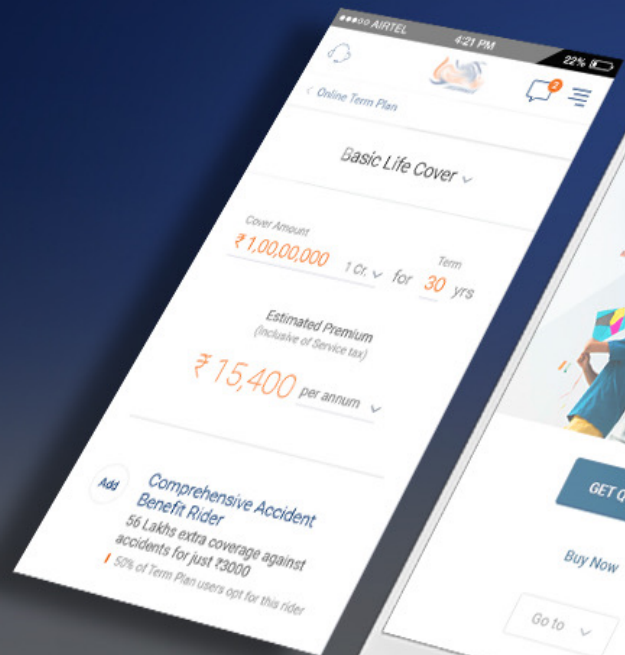 AIRTEL 4:21 PM 22%
2
Online Term Plan
Basic Life Cover
Cover Amount
₹ 1,00,00,000 1 Cr. for
Term
30 yrs
Estimated Premium
(Inclusive of Service tax)
₹ 15,400 per annum
Add
Comprehensive Accident
Benefit Rider
56 Lakhs extra coverage against
accidents for just ₹3000
50% of Term Plan users opt for this rider
GET
Buy Now
Go to